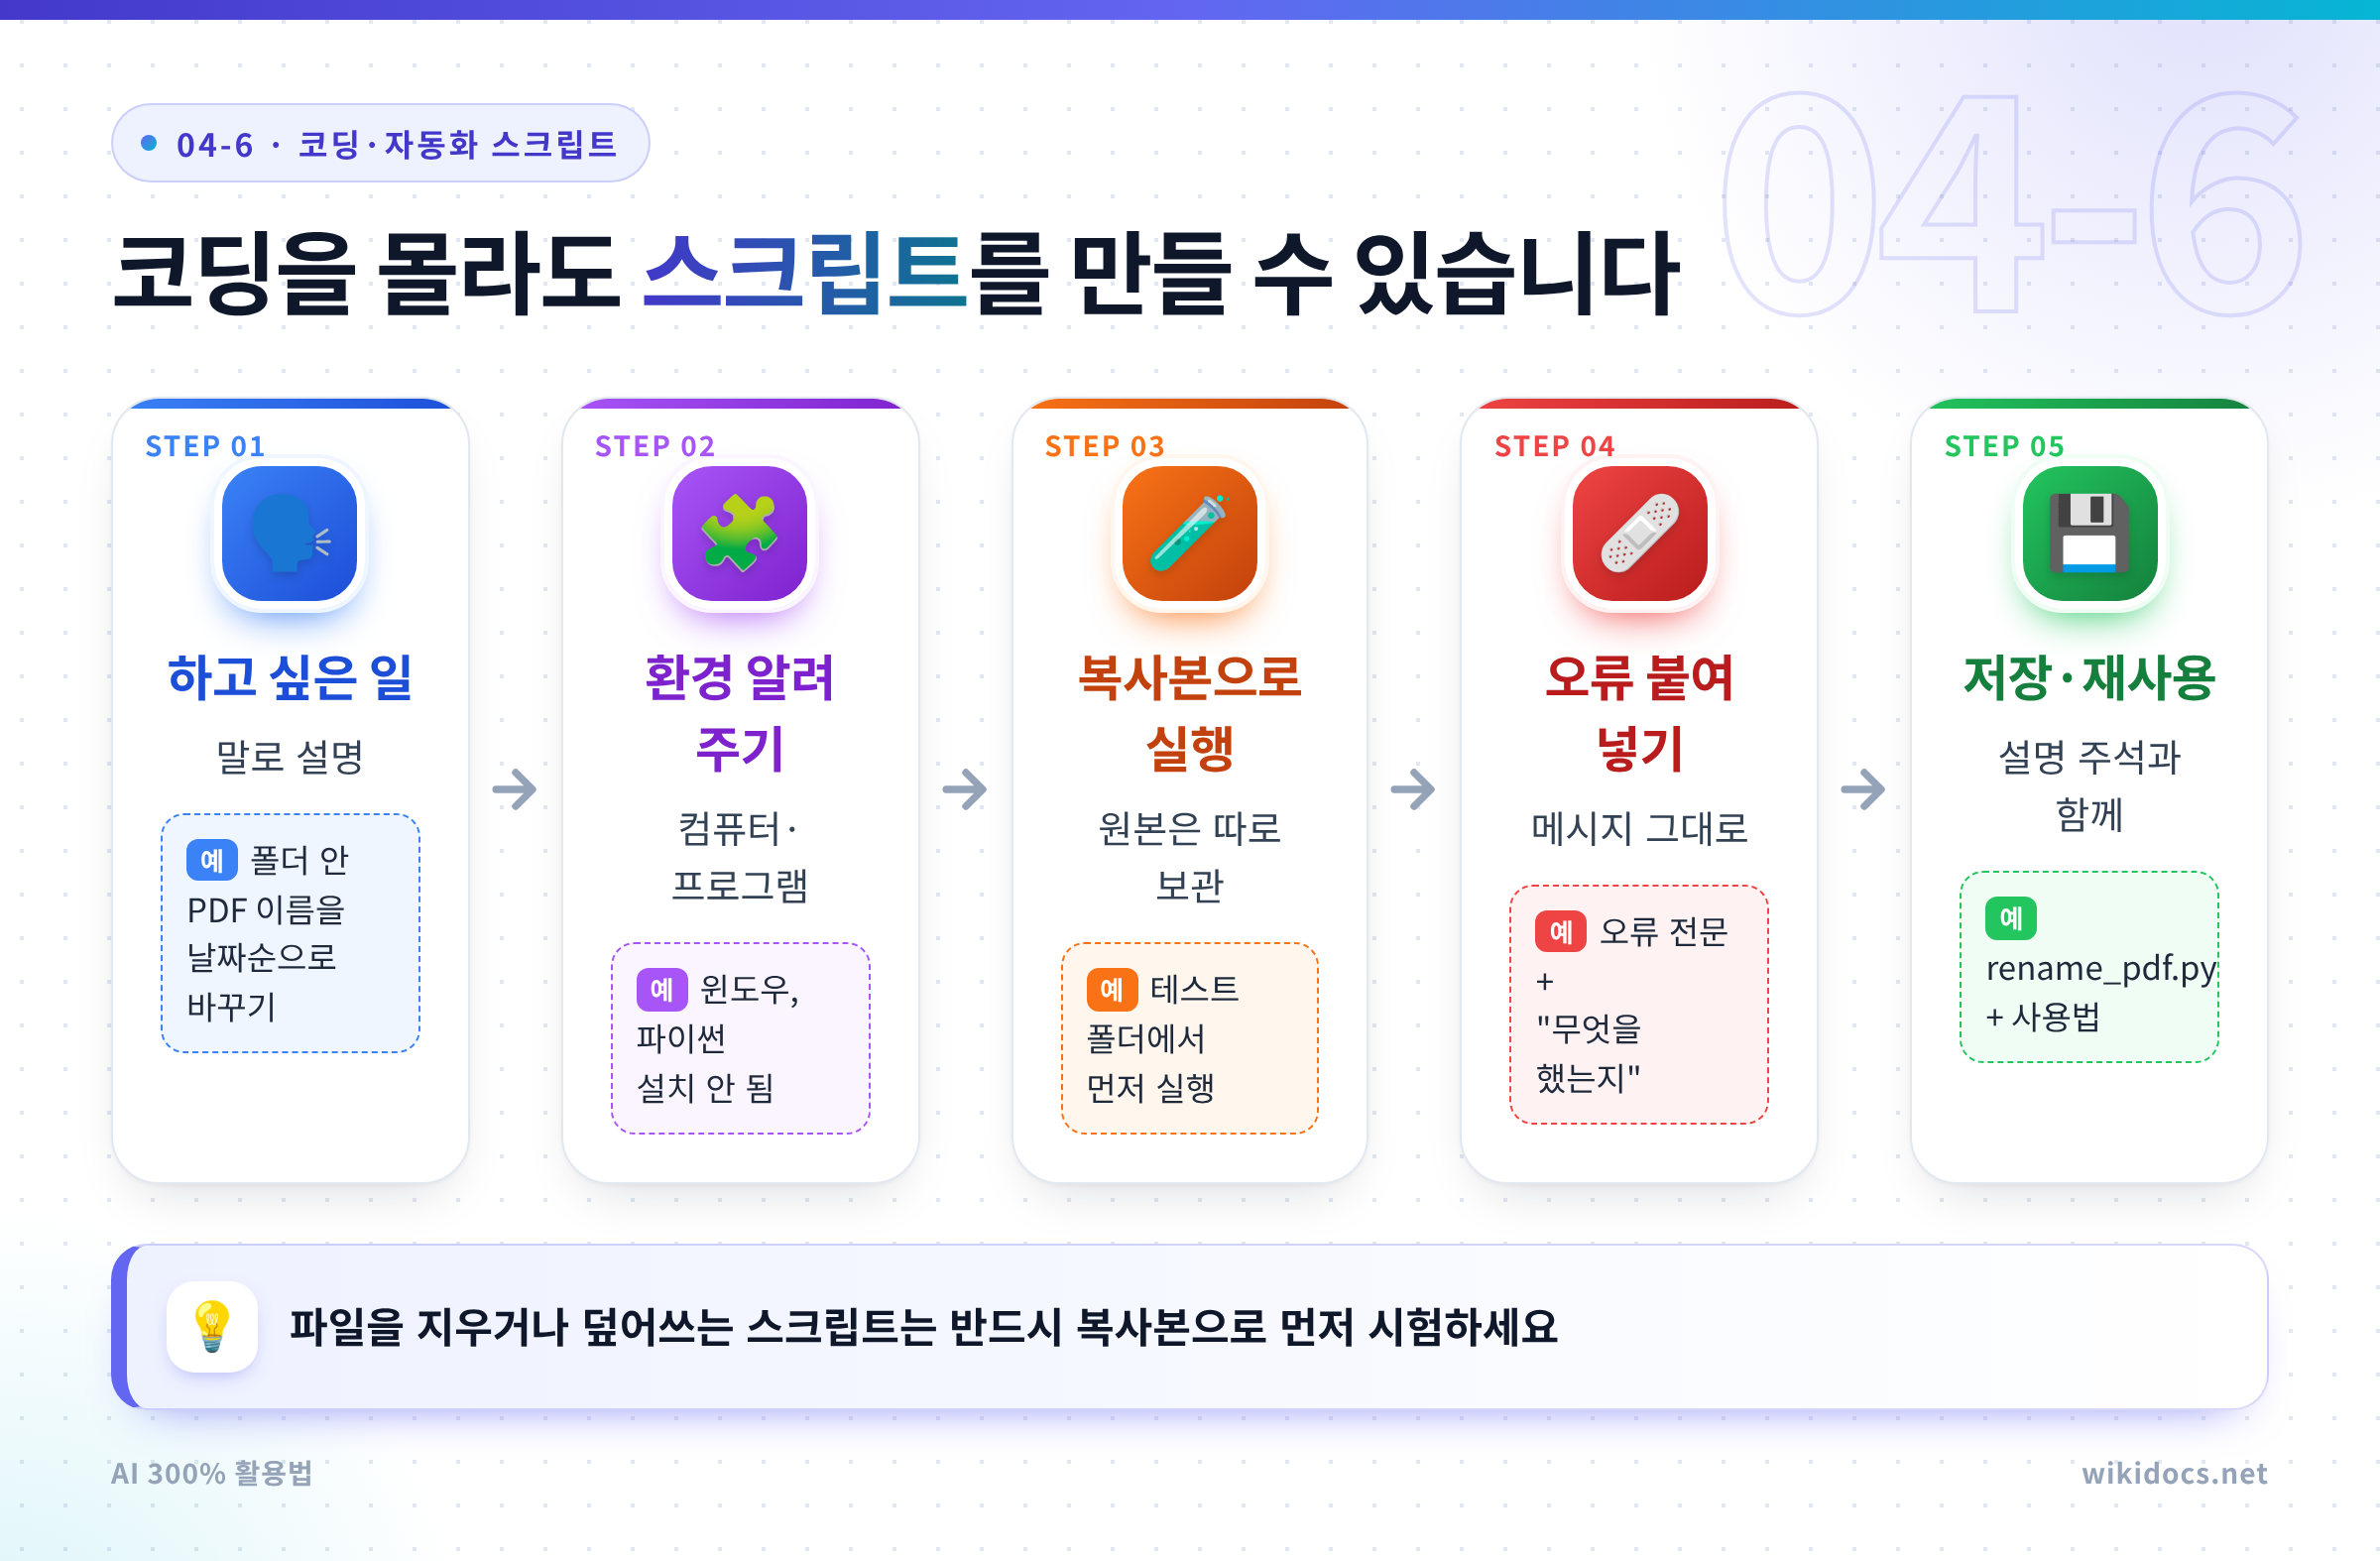 04-6 · 코딩·자동화 스크립트
04-6
코딩을 몰라도 스크립트를 만들 수 있습니다
STEP 01
하고 싶은 일
말로 설명
예 폴더 안
PDF 이름을
날짜순으로
바꾸기
STEP 02
환경 알려
주기
컴퓨터·
프로그램
예 윈도우,
파이썬
설치 안 됨
STEP 03
복사본으로
실행
원본은 따로
보관
예 테스트
폴더에서
먼저 실행
STEP 04
오류 붙여
넣기
메시지 그대로
예 오류 전문
+
"무엇을
했는지"
STEP 05
저장·재사용
설명 주석과
함께
예
rename_pdf.py
+ 사용법
파일을 지우거나 덮어쓰는 스크립트는 반드시 복사본으로 먼저 시험하세요
AI 300% 활용법
wikidocs.net